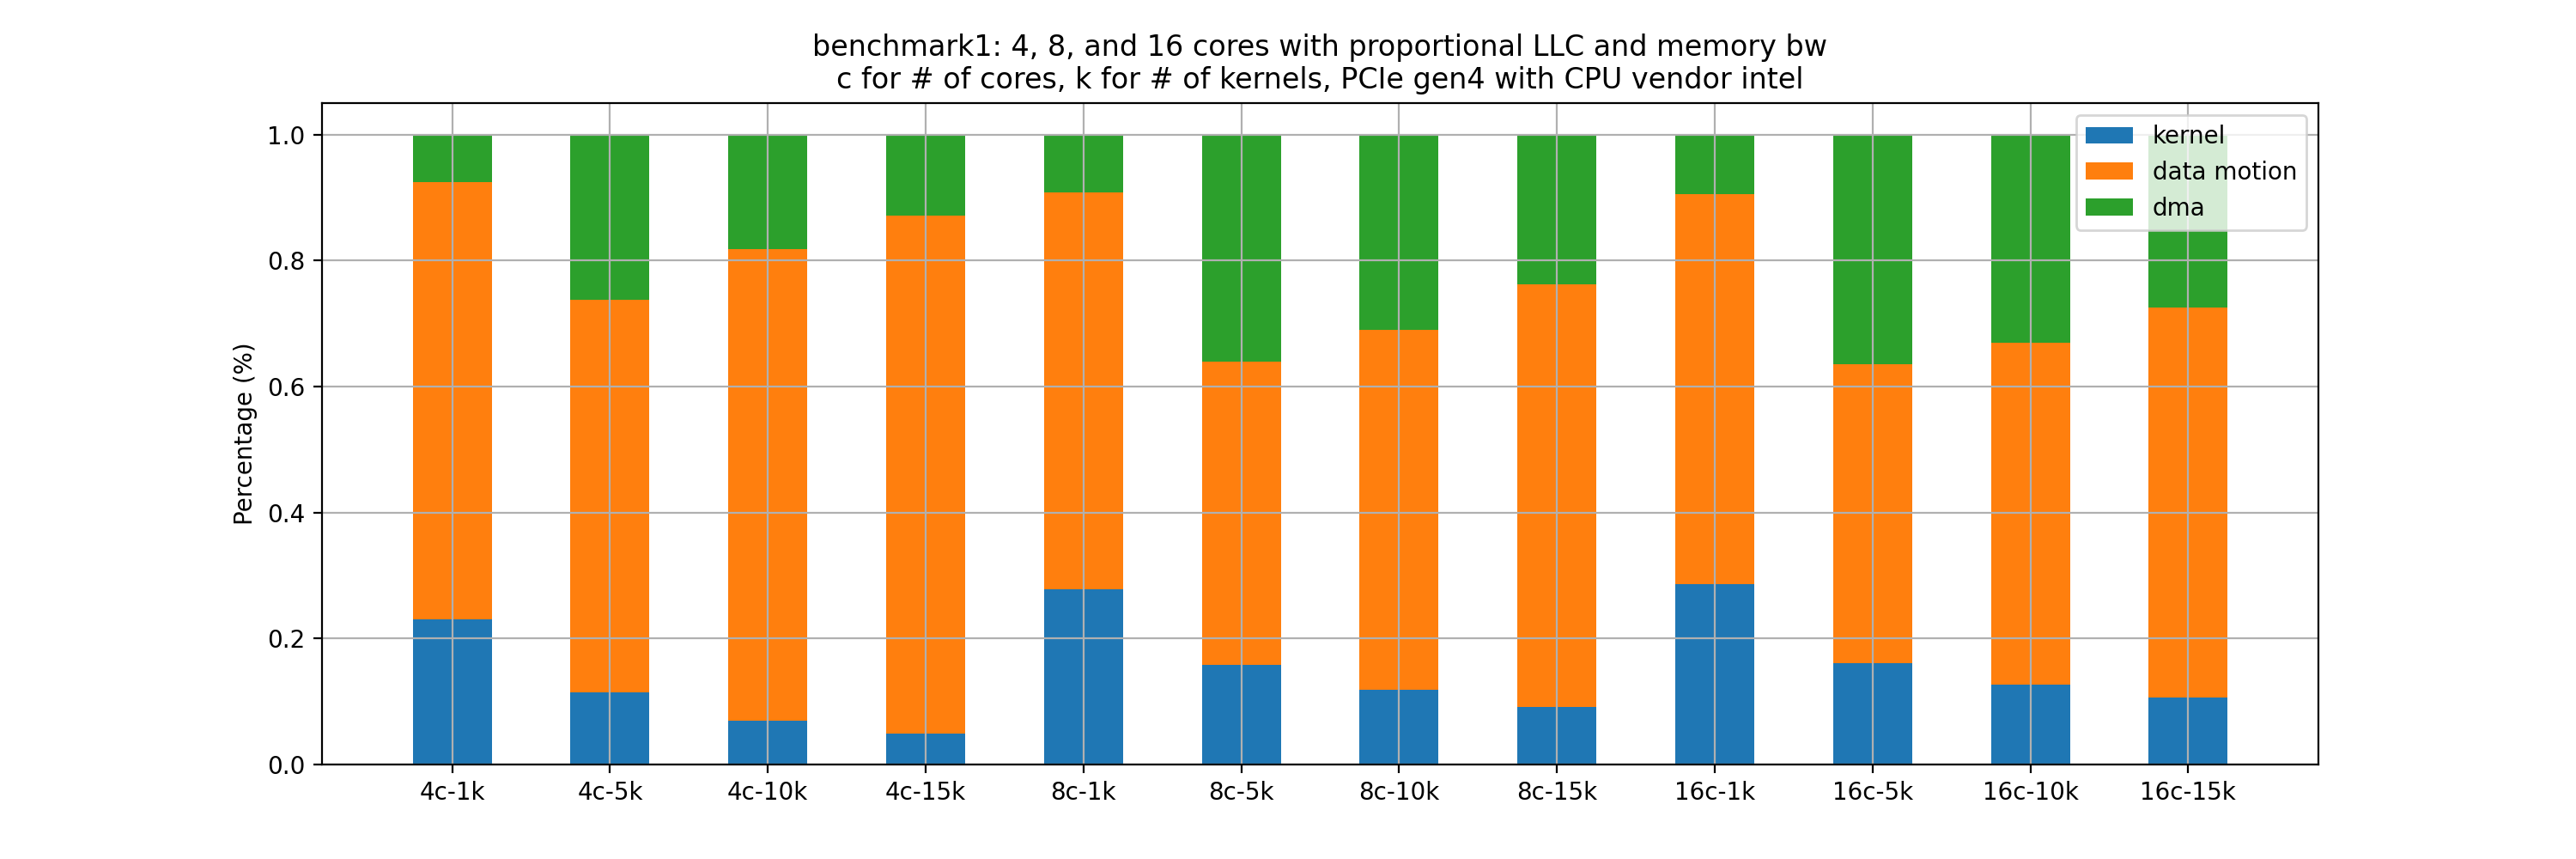 benchmark1: 4, 8, and 16 cores with proportional LLC and memory bw
c for # of cores, k for # of kernels, PCIe gen4 with CPU vendor intel
Percentage (%)
1.0
0.8
0.6
0.4
0.2
0.0
kernel
data motion
dma
4c-1k 4c-5k 4c-10k 4c-15k 8c-1k 8c-5k 8c-10k 8c-15k 16c-1k 16c-5k 16c-10k 16c-15k